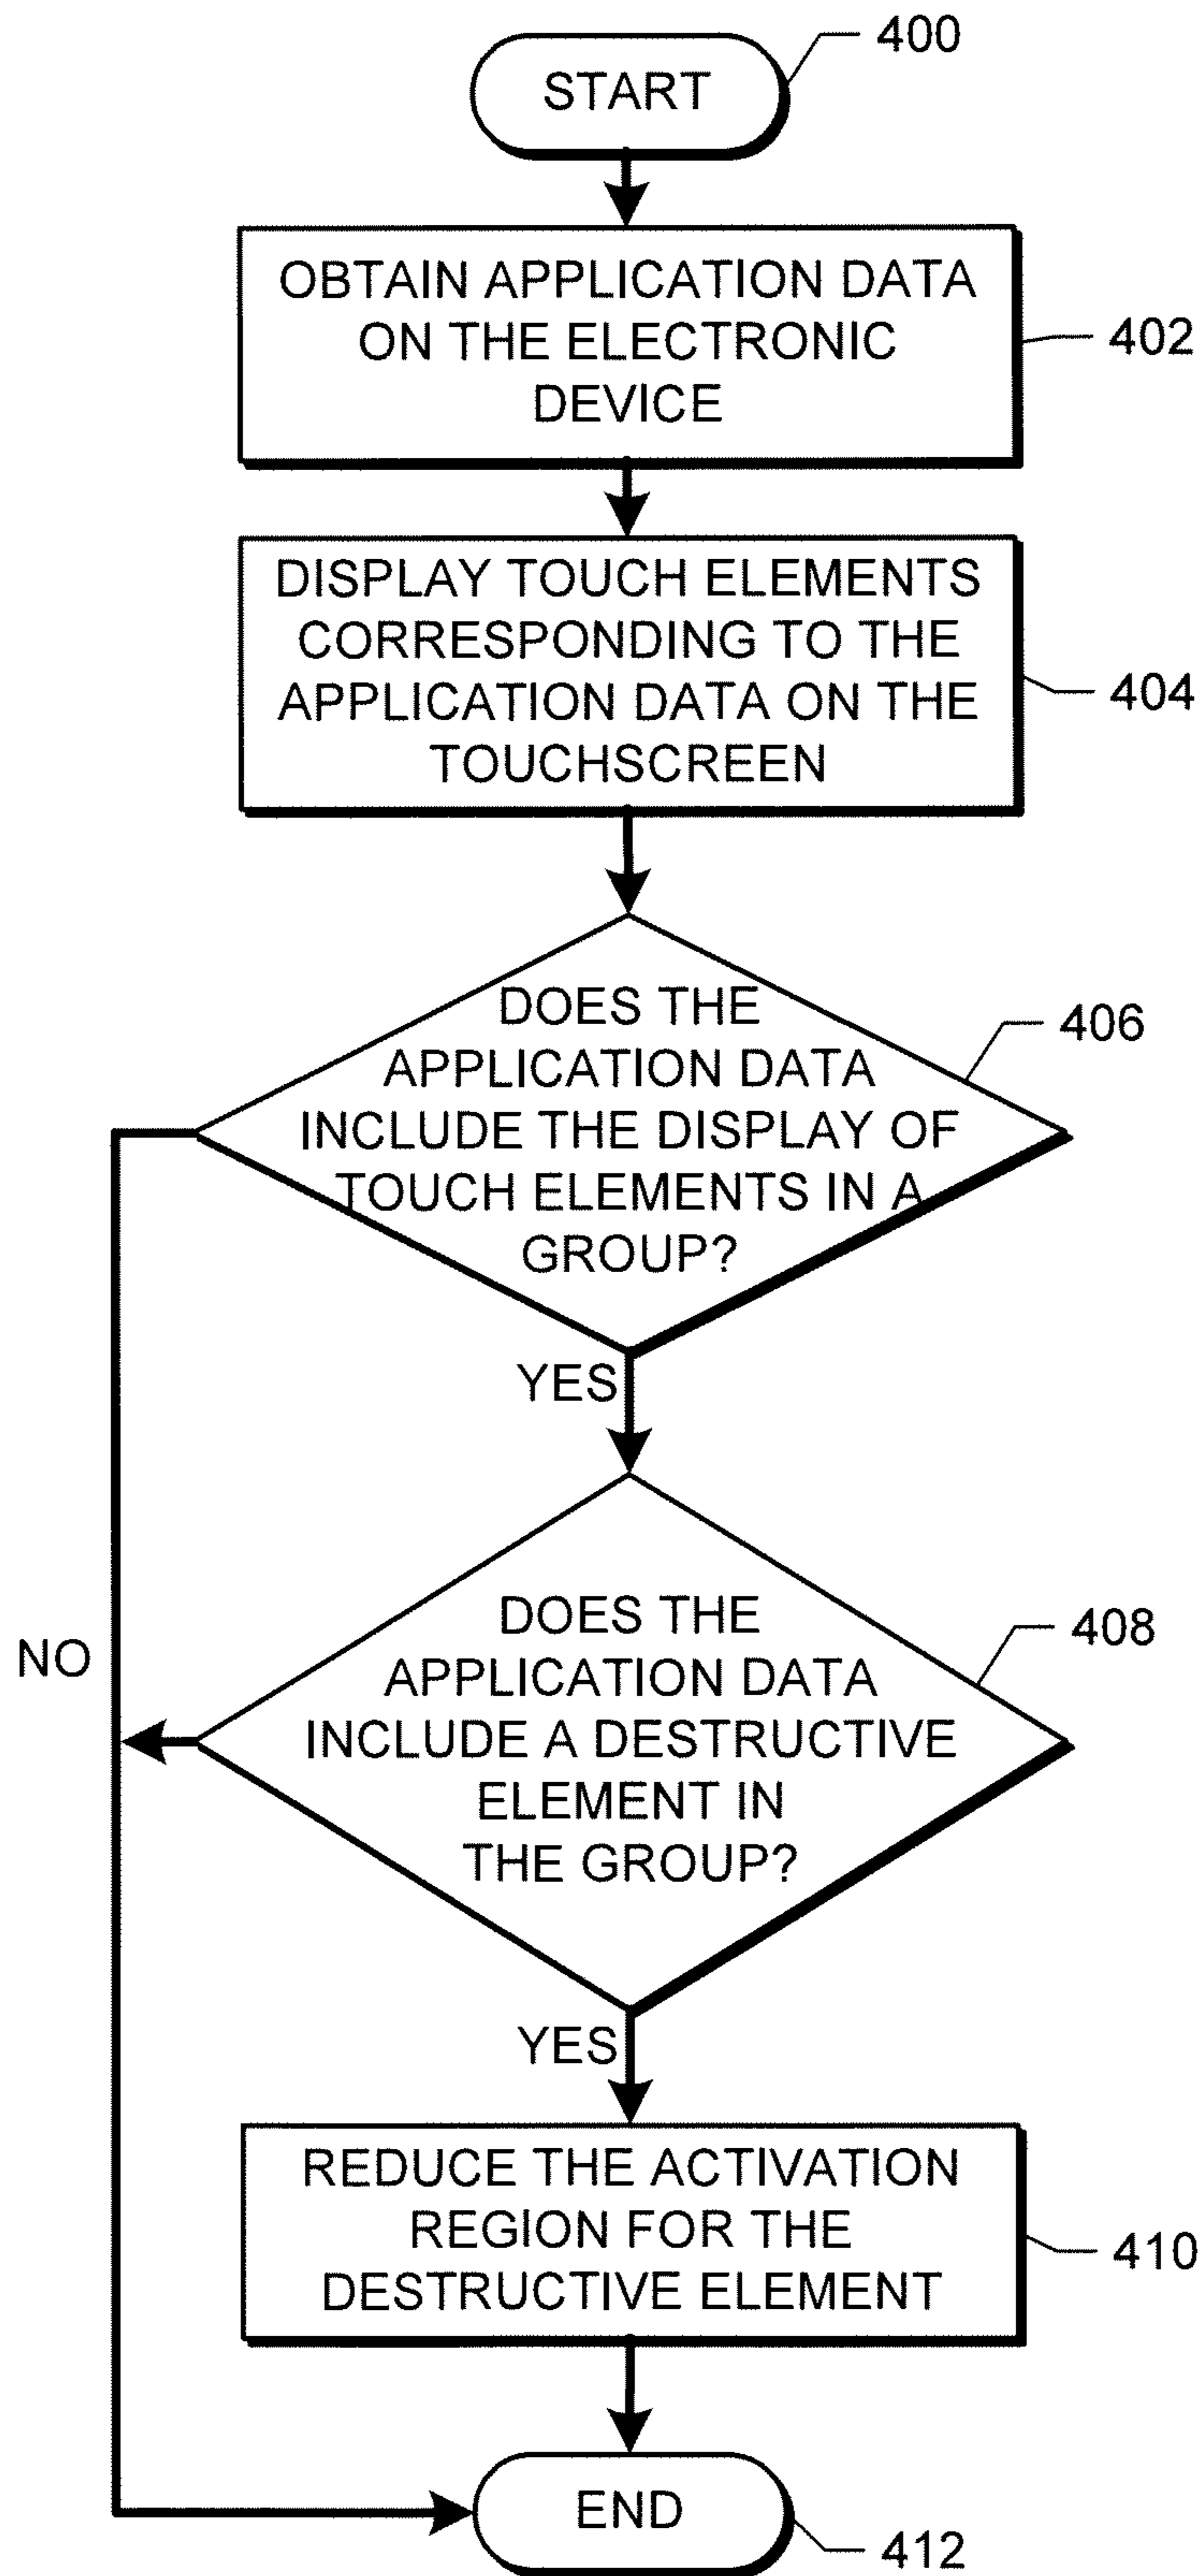 START
400
OBTAIN APPLICATION DATA
ON THE ELECTRONIC
DEVICE
402
DISPLAY TOUCH ELEMENTS
CORRESPONDING TO THE
APPLICATION DATA ON THE
TOUCHSCREEN
404
DOES THE
APPLICATION DATA
INCLUDE THE DISPLAY OF
TOUCH ELEMENTS IN A
GROUP?
406
YES
NO
DOES THE
APPLICATION DATA
INCLUDE A DESTRUCTIVE
ELEMENT IN
THE GROUP?
408
YES
REDUCE THE ACTIVATION
REGION FOR THE
DESTRUCTIVE ELEMENT
410
END
412